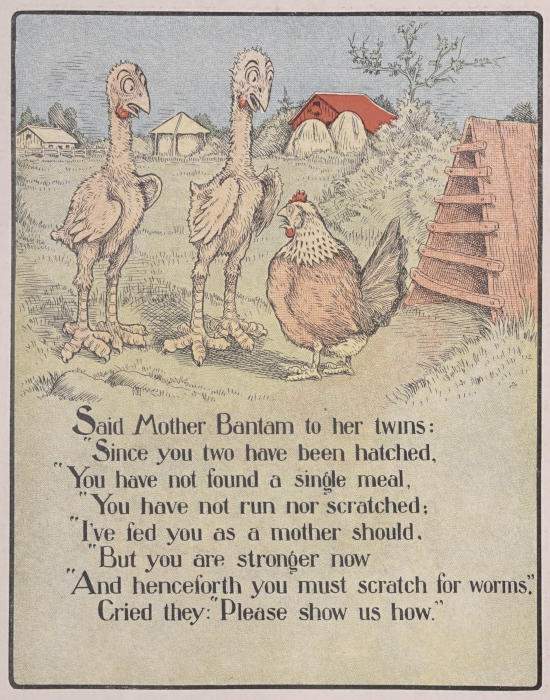 Said Mother Bantam to her twins:
"Since you two have been hatched,
"You have not found a single meal,
"You have not run nor scratched;
"I've fed you as a mother should,
"But you are stronger now
"And henceforth you must scratch for worms,"
Cried they: "Please show us how."